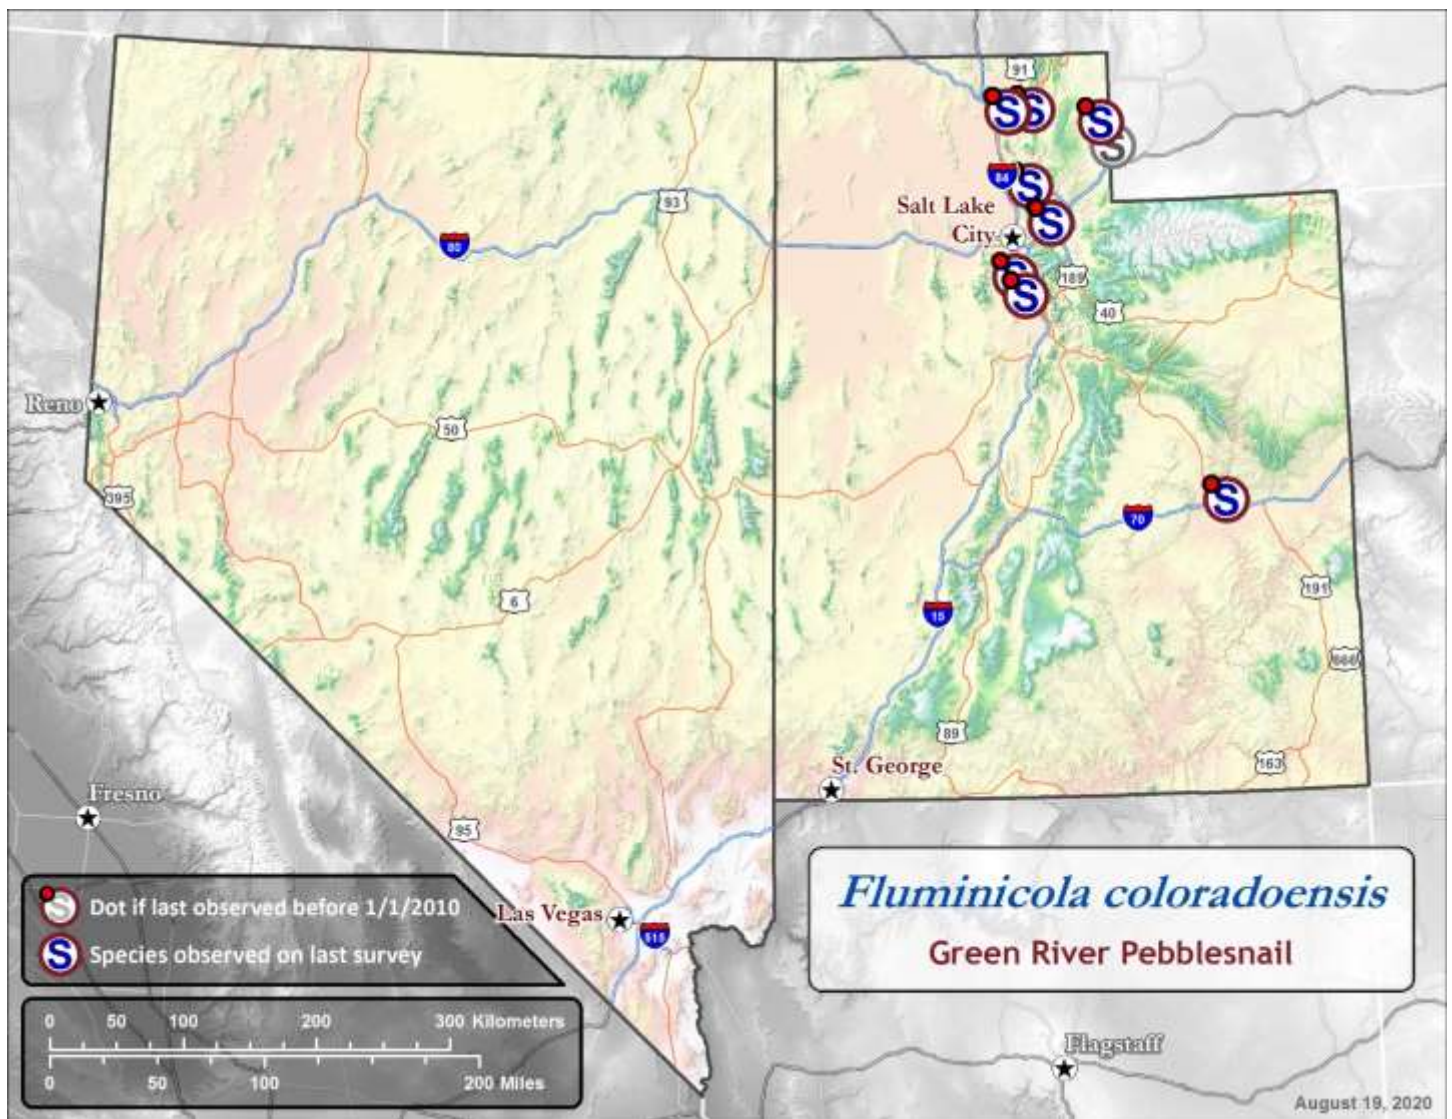 91
S
S
S
S
84
S
Salt Lake
City
S
93
80
S
S
189
40
Reno
50
395
S
70
6
15
191
666
89
163
St. George
Fresno
95
Las Vegas
515
S
Dot if last observed before 1/1/2010
S
Species observed on last survey
Fluminicola coloradoensis
Green River Pebblesnail
0 50 100 200 300 Kilometers
0 50 100 200 Miles
Flagstaff
August 19, 2020